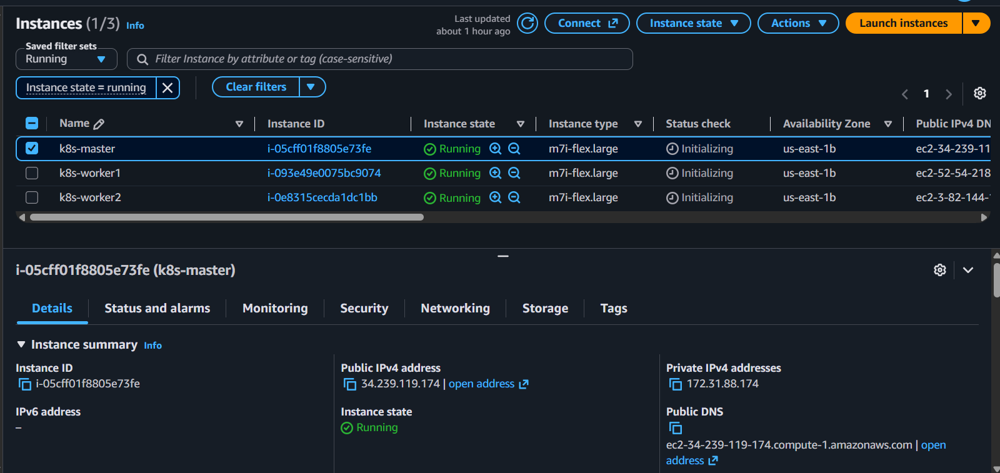 Instances (1/3) Info
Last updated
about 1 hour ago
Connect
Instance state
Actions
Launch instances
Saved filter sets
Running
Filter Instance by attribute or tag (case-sensitive)
Instance state = running
Clear filters
1
Name Instance ID Instance state Instance type Status check Availability Zone Public IPv4 DN
k8s-master i-05cff01f8805e73fe Running m7i-flex.large Initializing us-east-1b ec2-34-239-11
k8s-worker1 i-093e49e0075bc9074 Running m7i-flex.large Initializing us-east-1b ec2-52-54-218
k8s-worker2 i-0e8315cecda1dc1bb Running m7i-flex.large Initializing us-east-1b ec2-3-82-144-
i-05cff01f8805e73fe (k8s-master)
Details Status and alarms Monitoring Security Networking Storage Tags
Instance summary Info
Instance ID
i-05cff01f8805e73fe
IPv6 address
–
Public IPv4 address
34.239.119.174 | open address
Instance state
Running
Private IPv4 addresses
172.31.88.174
Public DNS
ec2-34-239-119-174.compute-1.amazonaws.com | open
address